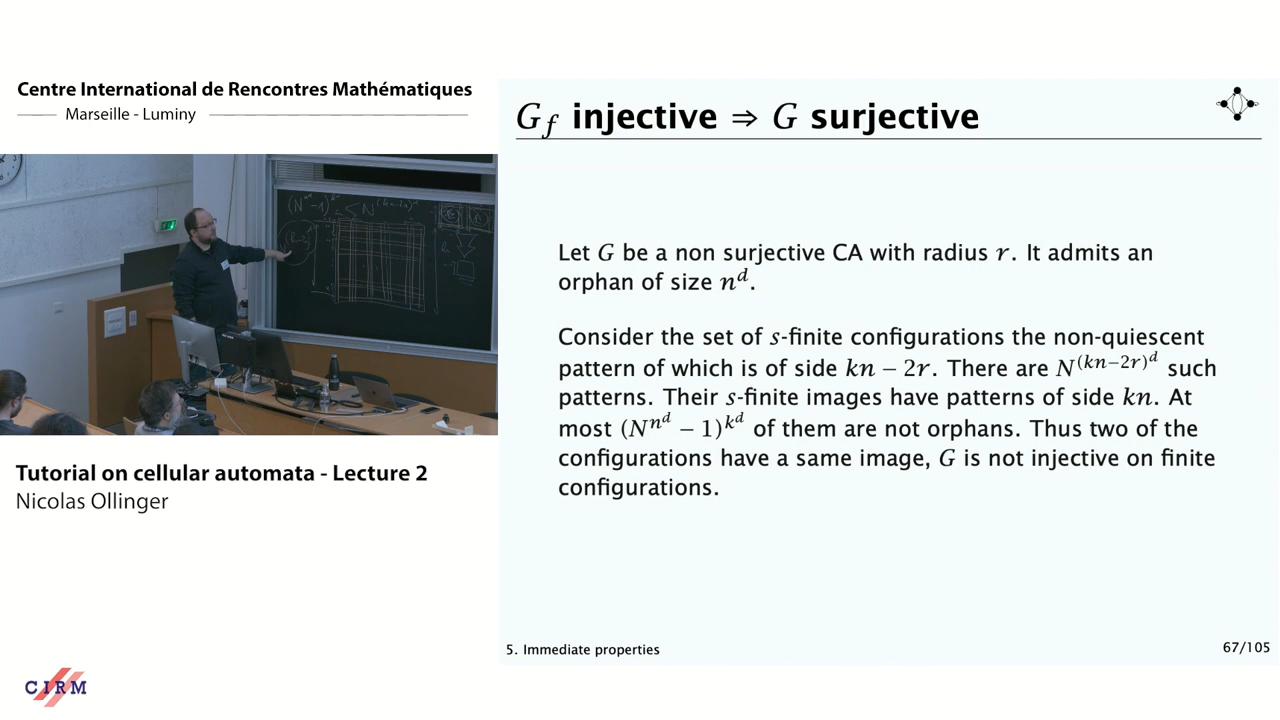 Centre International de Rencontres Mathématiques
Marseille - Luminy
G_f injective ⇒ G surjective
Let G be a non surjective CA with radius r. It admits an
orphan of size n^d.
Consider the set of s-finite configurations the non-quiescent
pattern of which is of side kn − 2r. There are N^{(kn−2r)^d} such
patterns. Their s-finite images have patterns of side kn. At
most (N^{n^d} − 1)^{k^d} of them are not orphans. Thus two of the
configurations have a same image, G is not injective on finite
configurations.
Tutorial on cellular automata - Lecture 2
Nicolas Ollinger
5. Immediate properties
67/105
CIRM